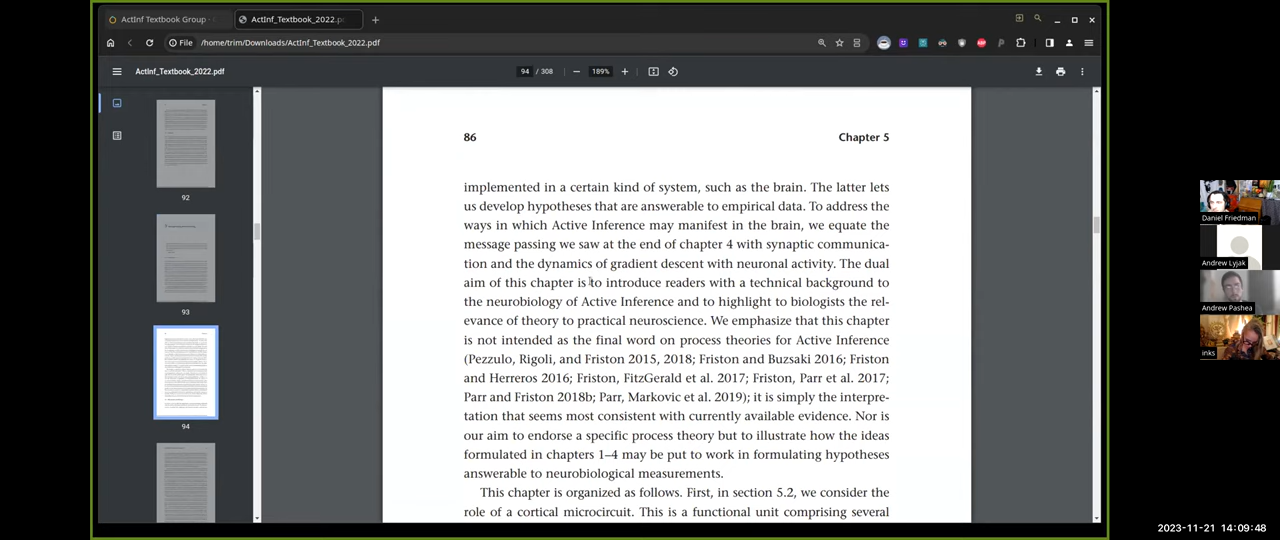 ActInf Textbook Group -
ActInf_Textbook_2022.pd
File
/home/trim/Downloads/ActInf_Textbook_2022.pdf
ActInf_Textbook_2022.pdf
94 / 308
189%
92
93
94
86
Chapter 5
implemented in a certain kind of system, such as the brain. The latter lets
us develop hypotheses that are answerable to empirical data. To address the
ways in which Active Inference may manifest in the brain, we equate the
message passing we saw at the end of chapter 4 with synaptic communica-
tion and the dynamics of gradient descent with neuronal activity. The dual
aim of this chapter is to introduce readers with a technical background to
the neurobiology of Active Inference and to highlight to biologists the rel-
evance of theory to practical neuroscience. We emphasize that this chapter
is not intended as the final word on process theories for Active Inference
(Pezzulo, Rigoli, and Friston 2015, 2018; Friston and Buzsaki 2016; Friston
and Herreros 2016; Friston, FitzGerald et al. 2017; Friston, Parr et al. 2017;
Parr and Friston 2018b; Parr, Markovic et al. 2019); it is simply the interpre-
tation that seems most consistent with currently available evidence. Nor is
our aim to endorse a specific process theory but to illustrate how the ideas
formulated in chapters 1–4 may be put to work in formulating hypotheses
answerable to neurobiological measurements.
This chapter is organized as follows. First, in section 5.2, we consider the
role of a cortical microcircuit. This is a functional unit comprising several
Daniel Friedman
Andrew Lyjak
Andrew Pashea
inks
2023-11-21 14:09:48